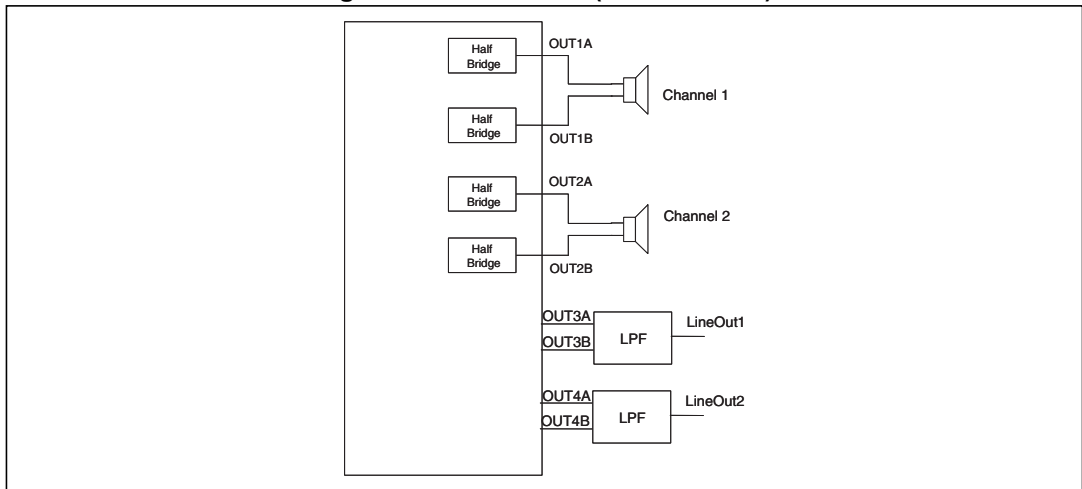 Half
Bridge
OUT1A
Channel 1
Half
Bridge
OUT1B
Half
Bridge
OUT2A
Channel 2
Half
Bridge
OUT2B
OUT3A
OUT3B
LPF
LineOut1
OUT4A
OUT4B
LPF
LineOut2